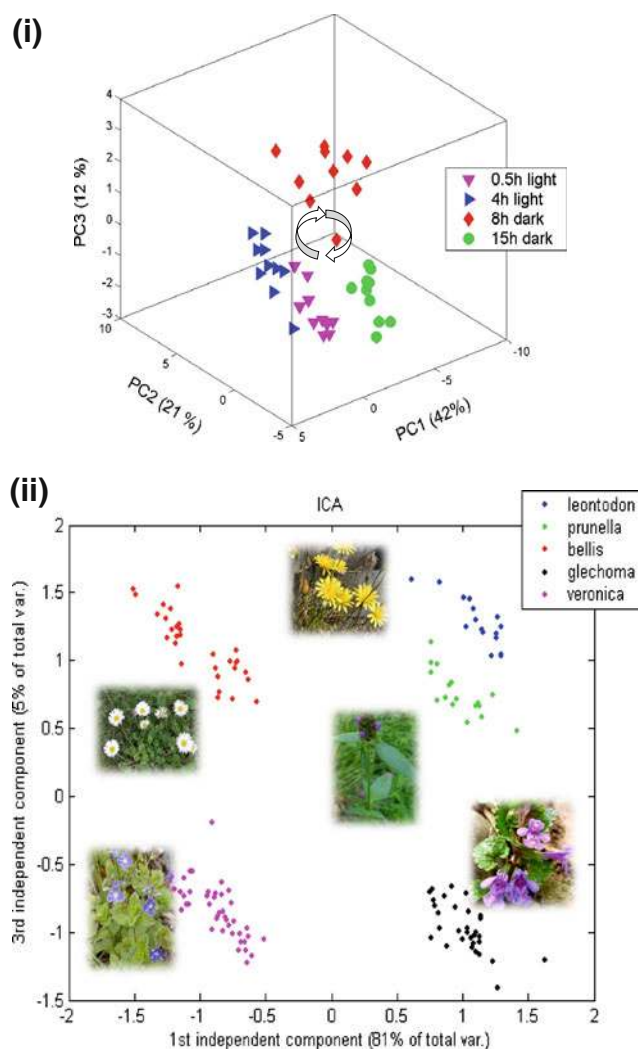 (i)
4
3
2
1
0
-1
-2
-3
PC3 (12 %)
10
5
0
-5
PC2 (21 %)
5
0
-5
-10
PC1 (42%)
0.5h light
4h light
8h dark
15h dark
(ii)
ICA
leontodon
prunella
bellis
glechoma
veronica
2
1.5
1
0.5
0
-0.5
-1
-1.5
3rd independent component (5% of total var.)
-2
-1.5
-1
-0.5
0
0.5
1
1.5
2
1st independent component (81% of total var.)